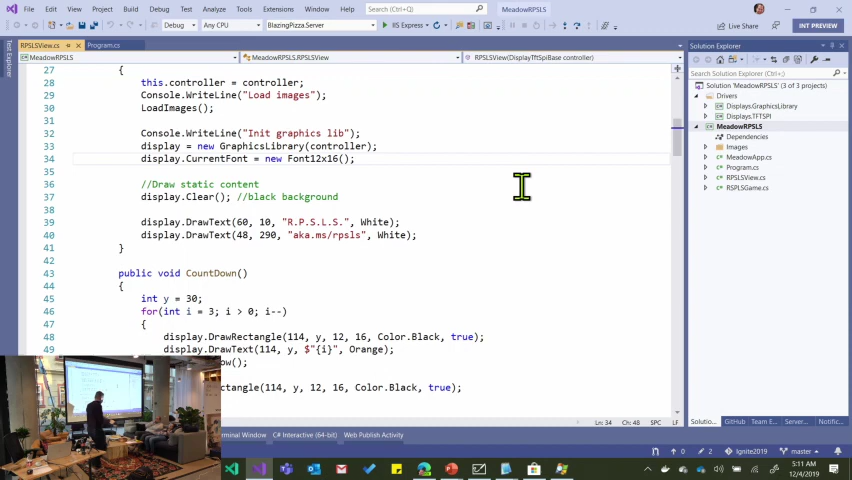 File Edit View Project Build Debug Test Analyze Tools Extensions Window Help Search (Ctrl+Q) MeadowRPSLS
Debug Any CPU BlazingPizza.Server IIS Express Live Share INT PREVIEW
RPSLSView.cs Program.cs
Test Explorer
MeadowRPSLS MeadowRPSLS.RPSLSView RPSLSView(DisplayTftSpiBase controller)
27 {
28 this.controller = controller;
29 Console.WriteLine("Load images");
30 LoadImages();
31
32 Console.WriteLine("Init graphics lib");
33 display = new GraphicsLibrary(controller);
34 display.CurrentFont = new Font12x16();
35
36 //Draw static content
37 display.Clear(); //black background
38
39 display.DrawText(60, 10, "R.P.S.L.S.", White);
40 display.DrawText(48, 290, "aka.ms/rpsls", White);
41 }
42
43 public void CountDown()
44 {
45 int y = 30;
46 for(int i = 3; i > 0; i--)
47 {
48 display.DrawRectangle(114, y, 12, 16, Color.Black, true);
49 display.DrawText(114, y, $"{i}", Orange);
ow();
ctangle(114, y, 12, 16, Color.Black, true);
Ln: 34 Ch: 48 SPC LF
Solution Explorer
Search Solution Explorer (Ctrl+;)
Solution 'MeadowRPSLS' (3 of 3 projects)
Drivers
Displays.GraphicsLibrary
Displays.TFTSPI
MeadowRPSLS
Dependencies
Images
MeadowApp.cs
Program.cs
RPSLSView.cs
RPSLSGame.cs
Solutio... GitHub Team E... Server... Notific...
erminal Window C# Interactive (64-bit) Web Publish Activity
0 2 Ignite2019 master
5:11 AM
12/4/2019